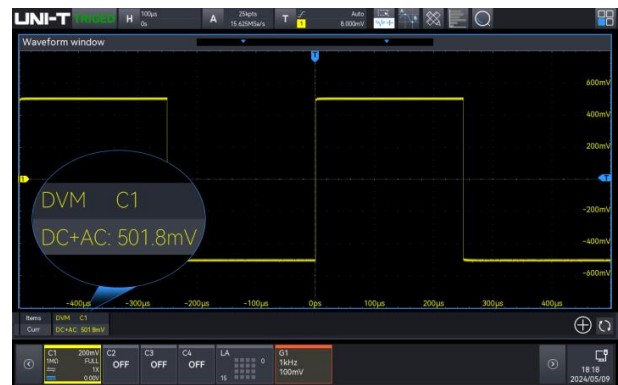 UNI-T TRIGED H 100μs 0s A 25kpts 15.625MSa/s T 1 Auto 8.000mV
Waveform window
T
600mV
400mV
200mV
1
T
-200mV
-400mV
-600mV
DVM C1
DC+AC: 501.8mV
-400μs -300μs -200μs -100μs 0ps 100μs 200μs 300μs 400μs
Items DVM C1
Curr DC+AC: 501.8mV
C1 200mV C2 C3 C4 LA G1
1MΩ FULL OFF OFF OFF 0 1kHz
1X 100mV
0.00V 15
18:18
2024/05/09